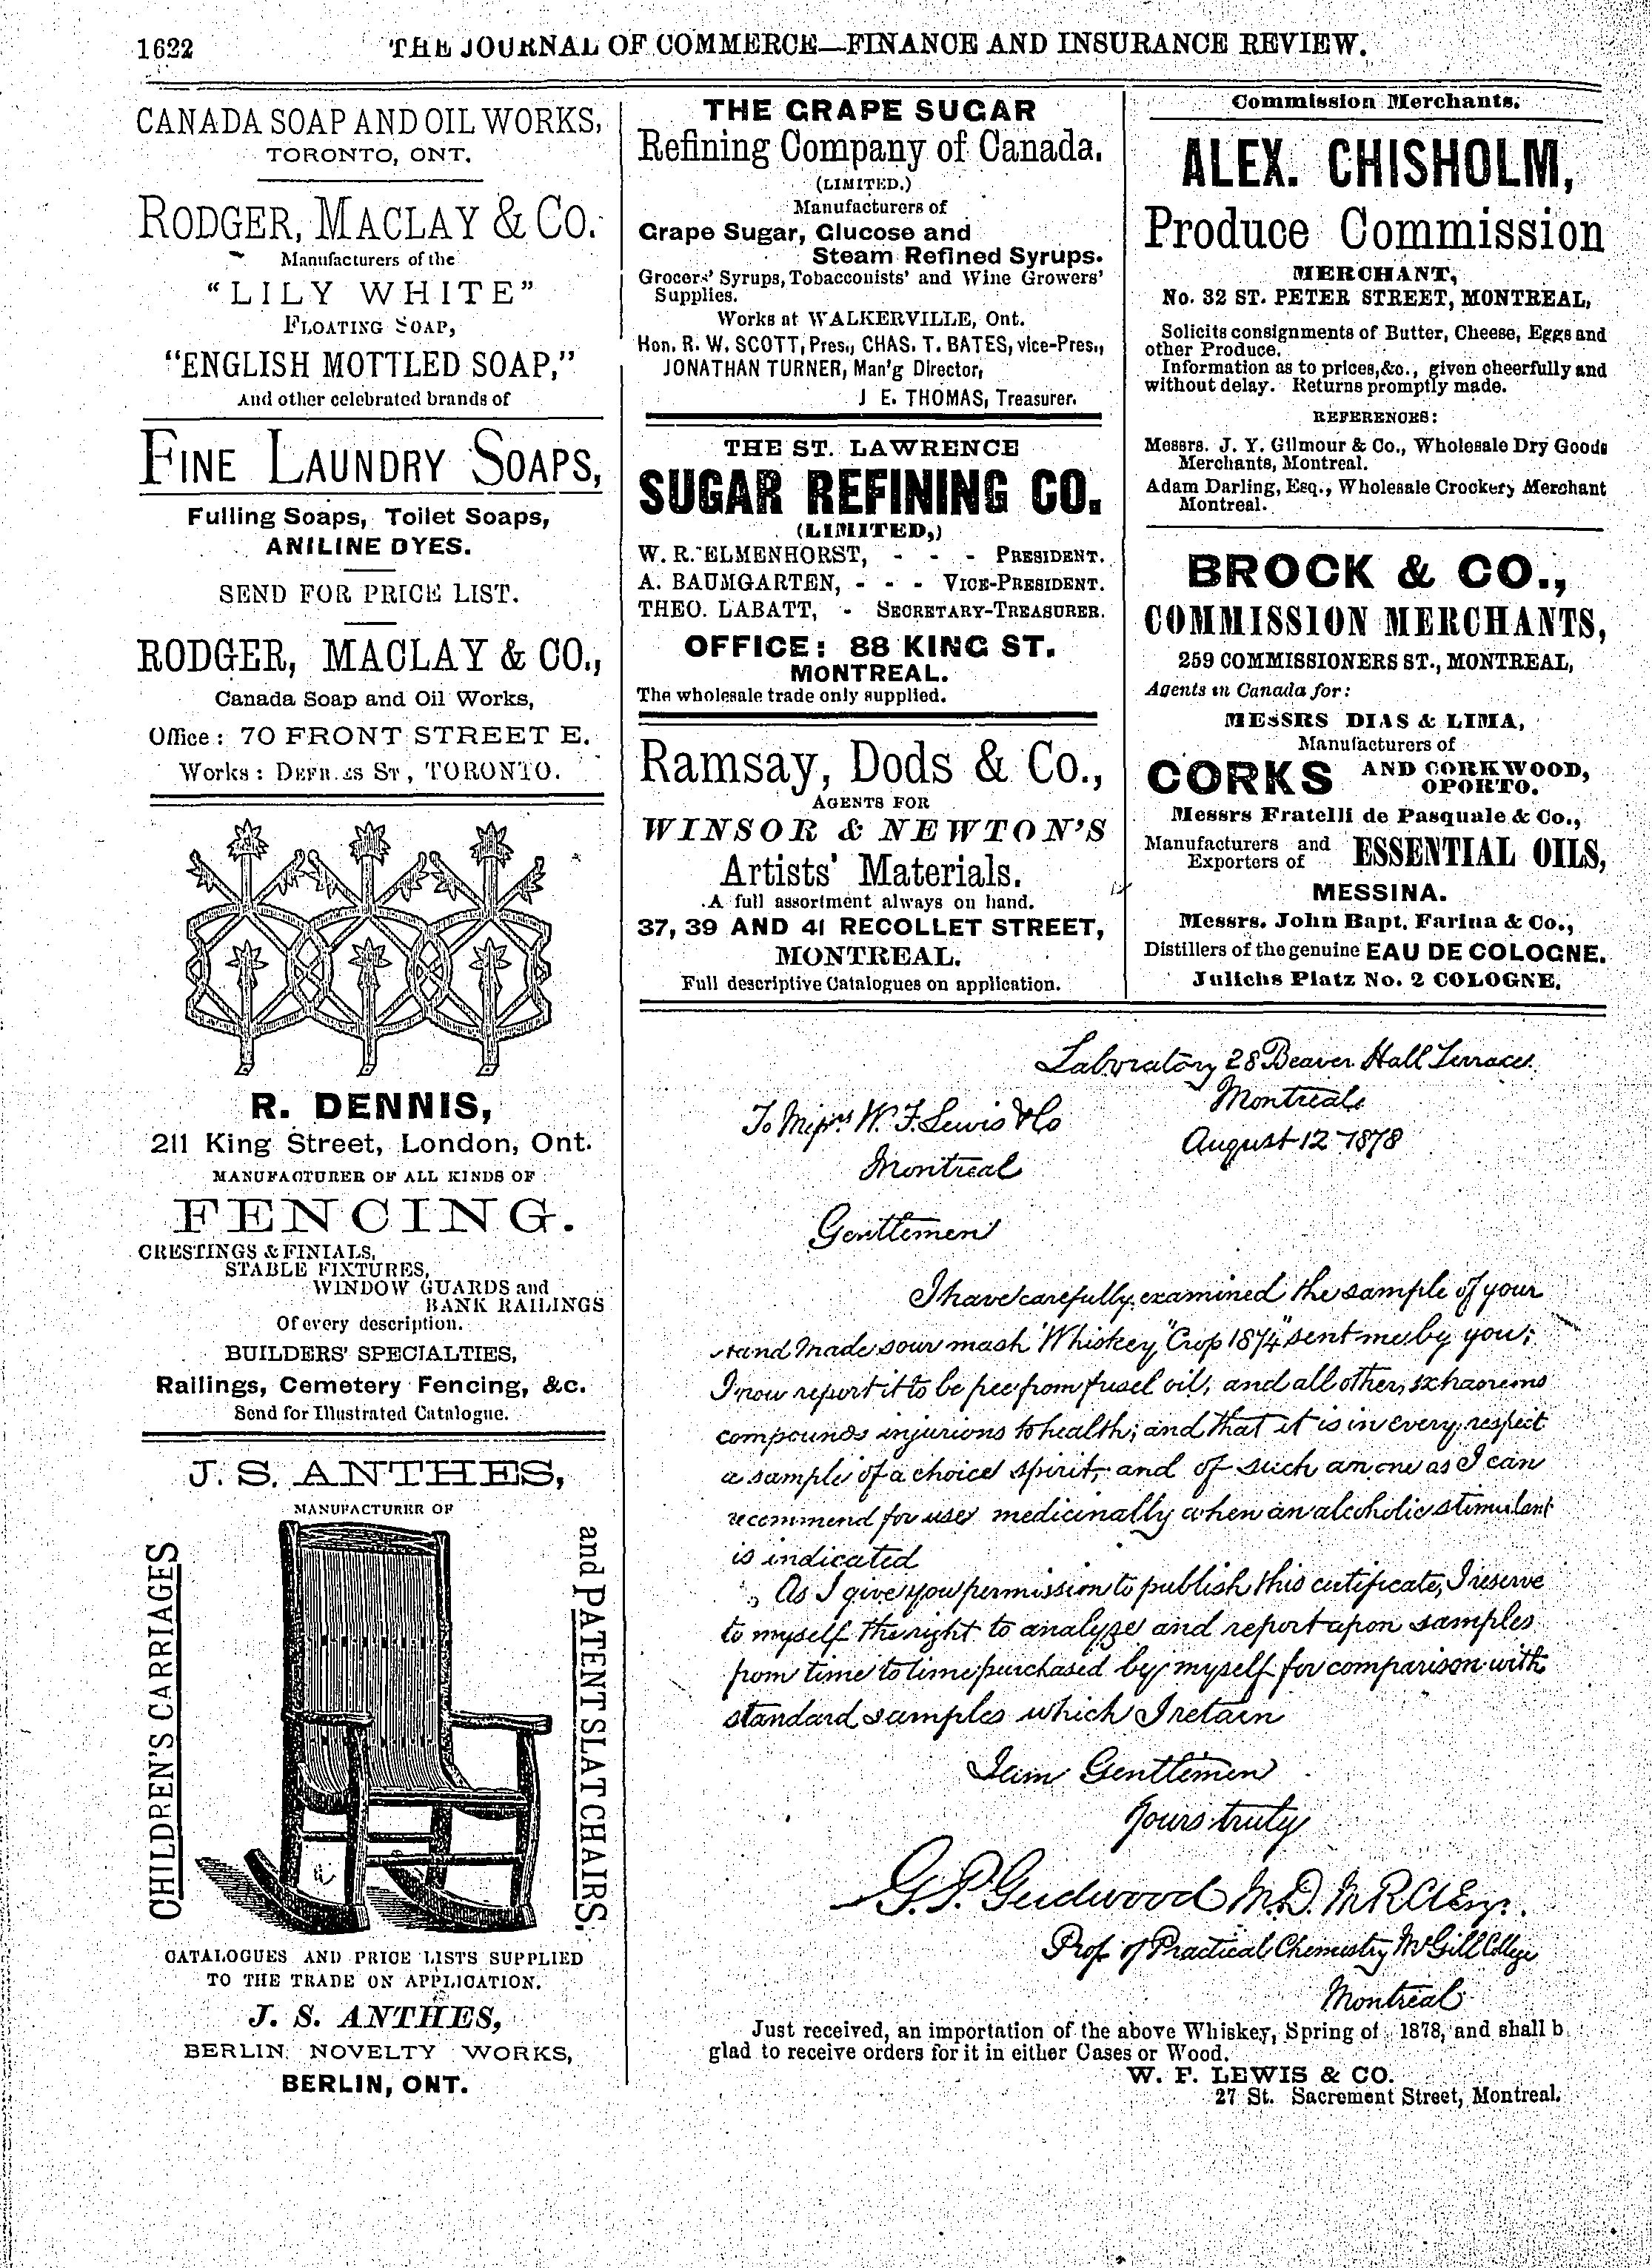 1622
THE JOURNAL OF COMMERCE—FINANCE AND INSURANCE REVIEW.
CANADA SOAP AND OIL WORKS,
TORONTO, ONT.
RODGER, MACLAY & CO.
Manufacturers of the
"LILY WHITE"
FLOATING SOAP,
"ENGLISH MOTTLED SOAP,"
And other celebrated brands of
FINE LAUNDRY SOAPS,
Fulling Soaps, Toilet Soaps,
ANILINE DYES.
SEND FOR PRICE LIST.
RODGER, MACLAY & CO.,
Canada Soap and Oil Works,
Office: 70 FRONT STREET E.
Works: ST, TORONTO.
R. DENNIS,
211 King Street, London, Ont.
MANUFACTURER OF ALL KINDS OF
FENCING.
CRESTINGS & FINIALS,
STABLE FIXTURES,
WINDOW GUARDS and
BANK RAILINGS
Of every description.
BUILDERS' SPECIALTIES,
Railings, Cemetery Fencing, &c.
Send for Illustrated Catalogue.
J. S. ANTHES,
MANUFACTURER OF
CHILDREN'S CARRIAGES
and PATENT SLAT CHAIRS.
CATALOGUES AND PRICE LISTS SUPPLIED
TO THE TRADE ON APPLICATION.
J. S. ANTHES,
BERLIN NOVELTY WORKS,
BERLIN, ONT.
THE GRAPE SUGAR
Refining Company of Canada.
(LIMITED.)
Manufacturers of
Grape Sugar, Glucose and
Steam Refined Syrups.
Grocers' Syrups, Tobacconists' and Wine Growers'
Supplies.
Works at WALKERVILLE, Ont.
Hon. R. W. SCOTT, Pres., CHAS. T. BATES, vice-Pres.,
JONATHAN TURNER, Man'g Director,
J E. THOMAS, Treasurer.
THE ST. LAWRENCE
SUGAR REFINING CO.
(LIMITED,)
W. R. ELMENHORST, - - - PRESIDENT.
A. BAUMGARTEN, - - - VICE-PRESIDENT.
THEO. LABATT, - SECRETARY-TREASURER.
OFFICE: 88 KING ST.
MONTREAL.
The wholesale trade only supplied.
Ramsay, Dods & Co.,
AGENTS FOR
WINSOR & NEWTON'S
Artists' Materials.
A full assortment always on hand.
37, 39 AND 41 RECOLLET STREET,
MONTREAL.
Full descriptive Catalogues on application.
Commission Merchants.
ALEX. CHISHOLM,
Produce Commission
MERCHANT,
No. 32 ST. PETER STREET, MONTREAL,
Solicits consignments of Butter, Cheese, Eggs and
other Produce.
Information as to prices, &c., given cheerfully and
without delay. Returns promptly made.
REFERENCES:
Messrs. J. Y. Gilmour & Co., Wholesale Dry Goods
Merchants, Montreal.
Adam Darling, Esq., Wholesale Crockery Merchant
Montreal.
BROCK & CO.,
COMMISSION MERCHANTS,
259 COMMISSIONERS ST., MONTREAL,
Agents in Canada for:
MESSRS DIAS & LIMA,
Manufacturers of
CORKS AND CORKWOOD,
OPORTO.
Messrs Fratelli de Pasquale & Co.,
Manufacturers and
Exporters of ESSENTIAL OILS,
MESSINA.
Messrs. John Bapt. Farina & Co.,
Distillers of the genuine EAU DE COLOGNE.
Julichs Platz No. 2 COLOGNE.
Laboratory 28 Beaver Hall Terrace
Montreal
August 12 1878
To Messrs W. F. Lewis & Co
Montreal
Gentlemen
I have carefully examined the sample of your
Hand Made sour mash "Whiskey," Crop 1874" sent me by you;
I now report it to be free from fusel oil, and all other
compounds injurious to health; and that it is in every respect
a sample of a choice spirit, and of such an one as I can
recommend for use medicinally when an alcoholic stimulant
is indicated
As I give you permission to publish this certificate, I reserve
to myself the right to analyze and report upon samples
from time to time purchased by myself for comparison with
standard samples which I retain
I am Gentlemen
Yours truly
G. P. Girdwood M.D. M.R.C.S. Eng.
Prof of Practical Chemistry McGill College
Montreal
Just received, an importation of the above Whiskey, Spring of 1878, and shall b
glad to receive orders for it in either Cases or Wood.
W. F. LEWIS & CO.
27 St. Sacrement Street, Montreal.